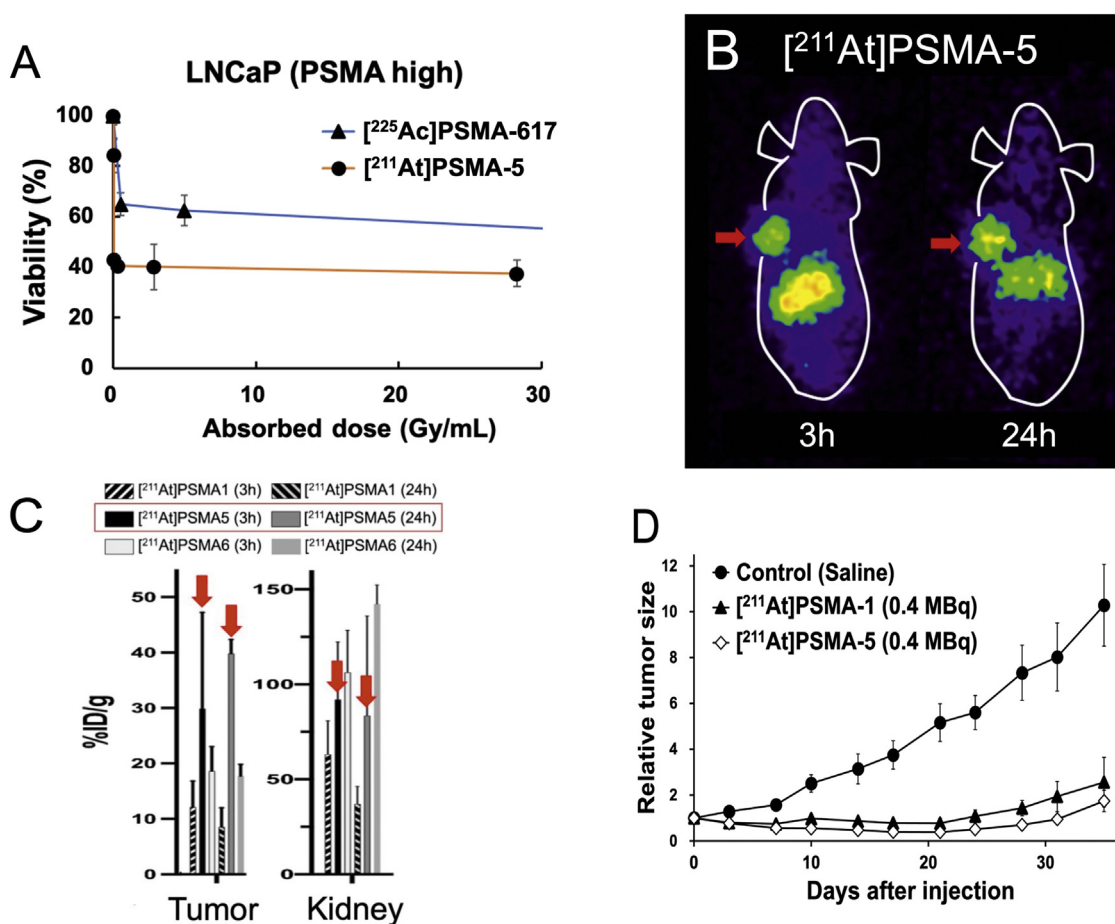 A
LNCaP (PSMA high)
[²²⁵Ac]PSMA-617
[²¹¹At]PSMA-5
Viability (%)
100
80
60
40
20
0
0 10 20 30
Absorbed dose (Gy/mL)
B [²¹¹At]PSMA-5
3h 24h
C
[²¹¹At]PSMA1 (3h) [²¹¹At]PSMA1 (24h)
[²¹¹At]PSMA5 (3h) [²¹¹At]PSMA5 (24h)
[²¹¹At]PSMA6 (3h) [²¹¹At]PSMA6 (24h)
%ID/g
50
40
30
20
10
0
150
100
50
0
Tumor Kidney
D
Control (Saline)
[²¹¹At]PSMA-1 (0.4 MBq)
[²¹¹At]PSMA-5 (0.4 MBq)
Relative tumor size
12
10
8
6
4
2
0
0 10 20 30
Days after injection